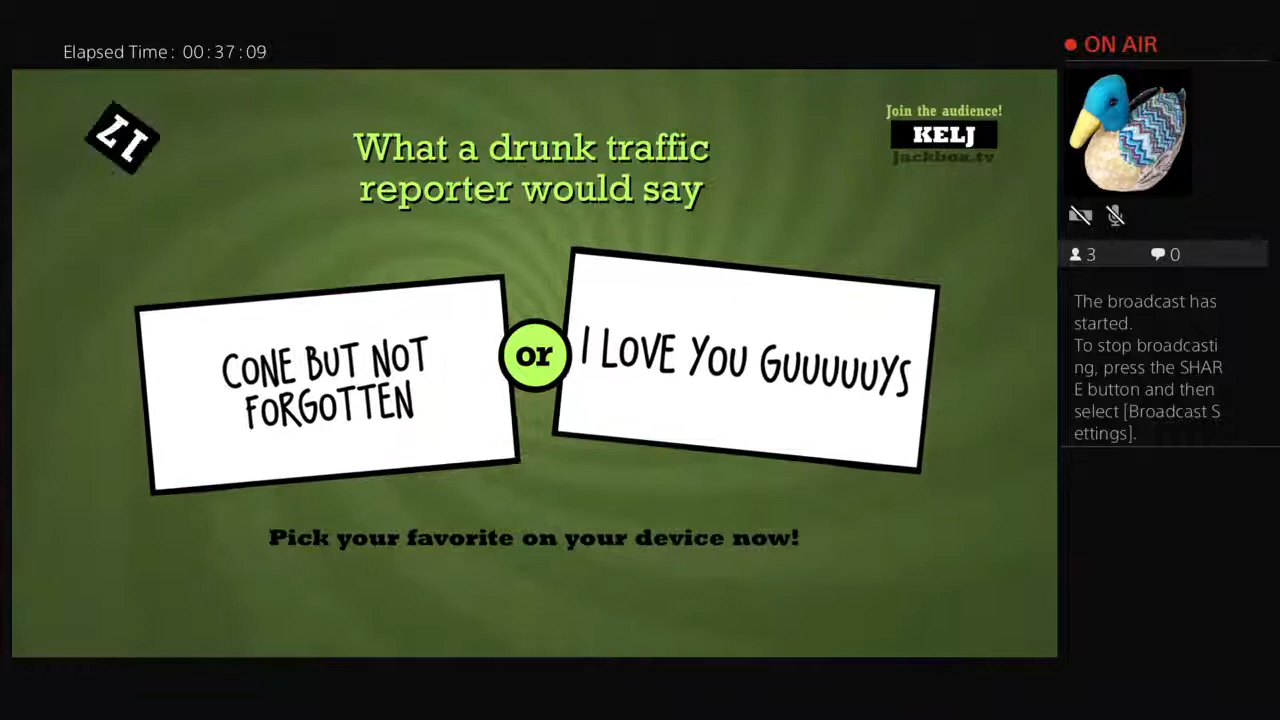 Elapsed Time: 00:37:09
ON AIR
17
What a drunk traffic
reporter would say
Join the audience!
KELJ
jackbox.tv
CONE BUT NOT
FORGOTTEN
or
I LOVE YOU GUUUUUYS
Pick your favorite on your device now!
3
0
The broadcast has
started.
To stop broadcasti
ng, press the SHAR
E button and then
select [Broadcast S
ettings].